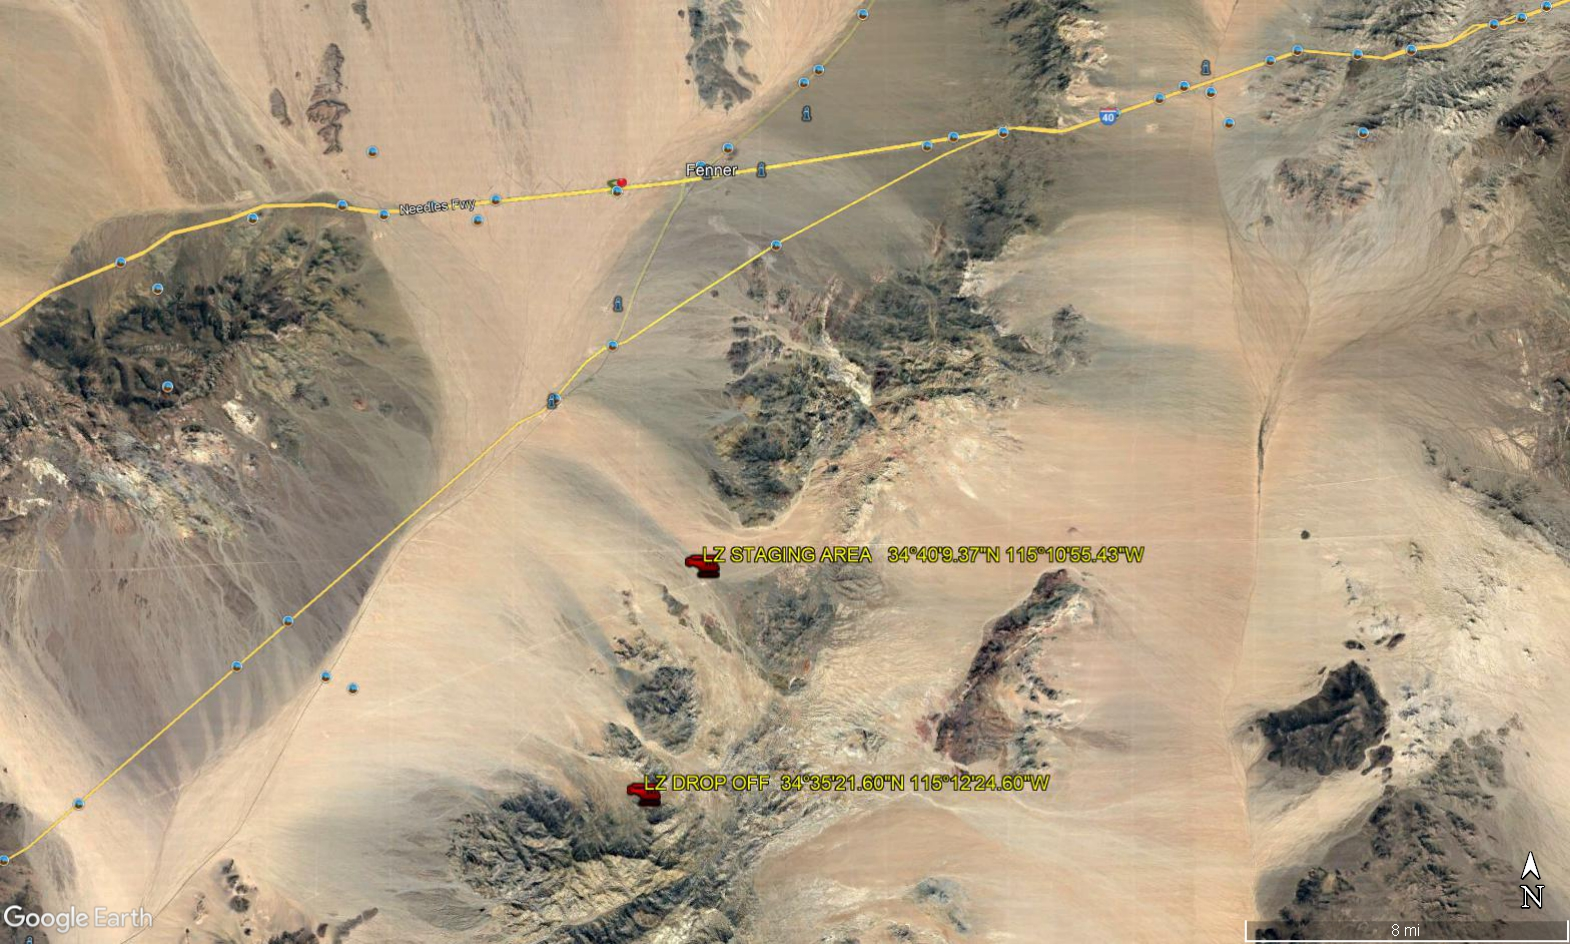 40
Fenner
Needles Fwy
LZ STAGING AREA 34°40'9.37"N 115°10'55.43"W
LZ DROP OFF 34°35'21.60"N 115°12'24.60"W
N
Google Earth
8 mi